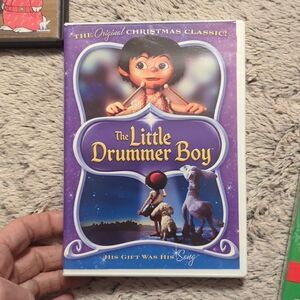 THE Original CHRISTMAS CLASSIC!
The Little
Drummer Boy
HIS GIFT WAS HIS Song